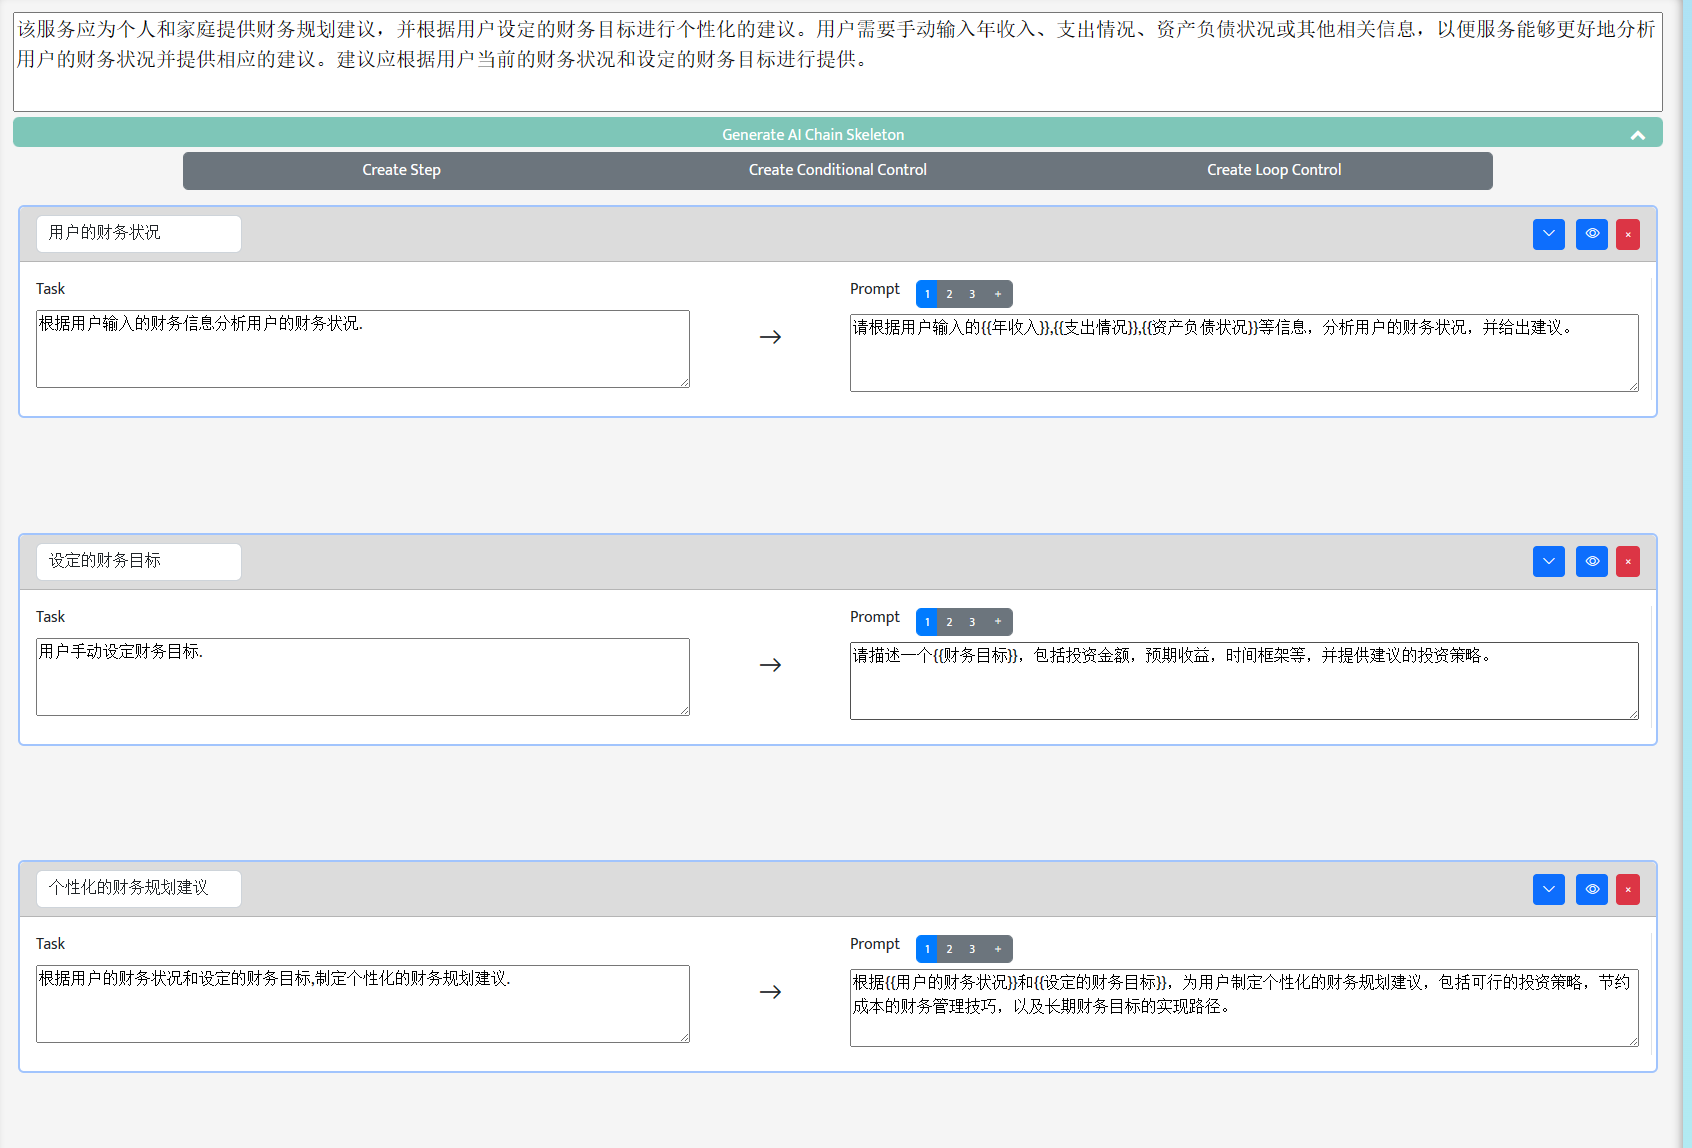 该服务应为个人和家庭提供财务规划建议，并根据用户设定的财务目标进行个性化的建议。用户需要手动输入年收入、支出情况、资产负债状况或其他相关信息，以便服务能够更好地分析
用户的财务状况并提供相应的建议。建议应根据用户当前的财务状况和设定的财务目标进行提供。
Generate AI Chain Skeleton
Create Step
Create Conditional Control
Create Loop Control
用户的财务状况
×
Task
Prompt
1 2 3 +
根据用户输入的财务信息分析用户的财务状况.
请根据用户输入的{{年收入}},{{支出情况}},{{资产负债状况}}等信息，分析用户的财务状况，并给出建议。
设定的财务目标
×
Task
Prompt
1 2 3 +
用户手动设定财务目标.
请描述一个{{财务目标}}，包括投资金额，预期收益，时间框架等，并提供建议的投资策略。
个性化的财务规划建议
×
Task
Prompt
1 2 3 +
根据用户的财务状况和设定的财务目标,制定个性化的财务规划建议.
根据{{用户的财务状况}}和{{设定的财务目标}}，为用户制定个性化的财务规划建议，包括可行的投资策略，节约
成本的财务管理技巧，以及长期财务目标的实现路径。